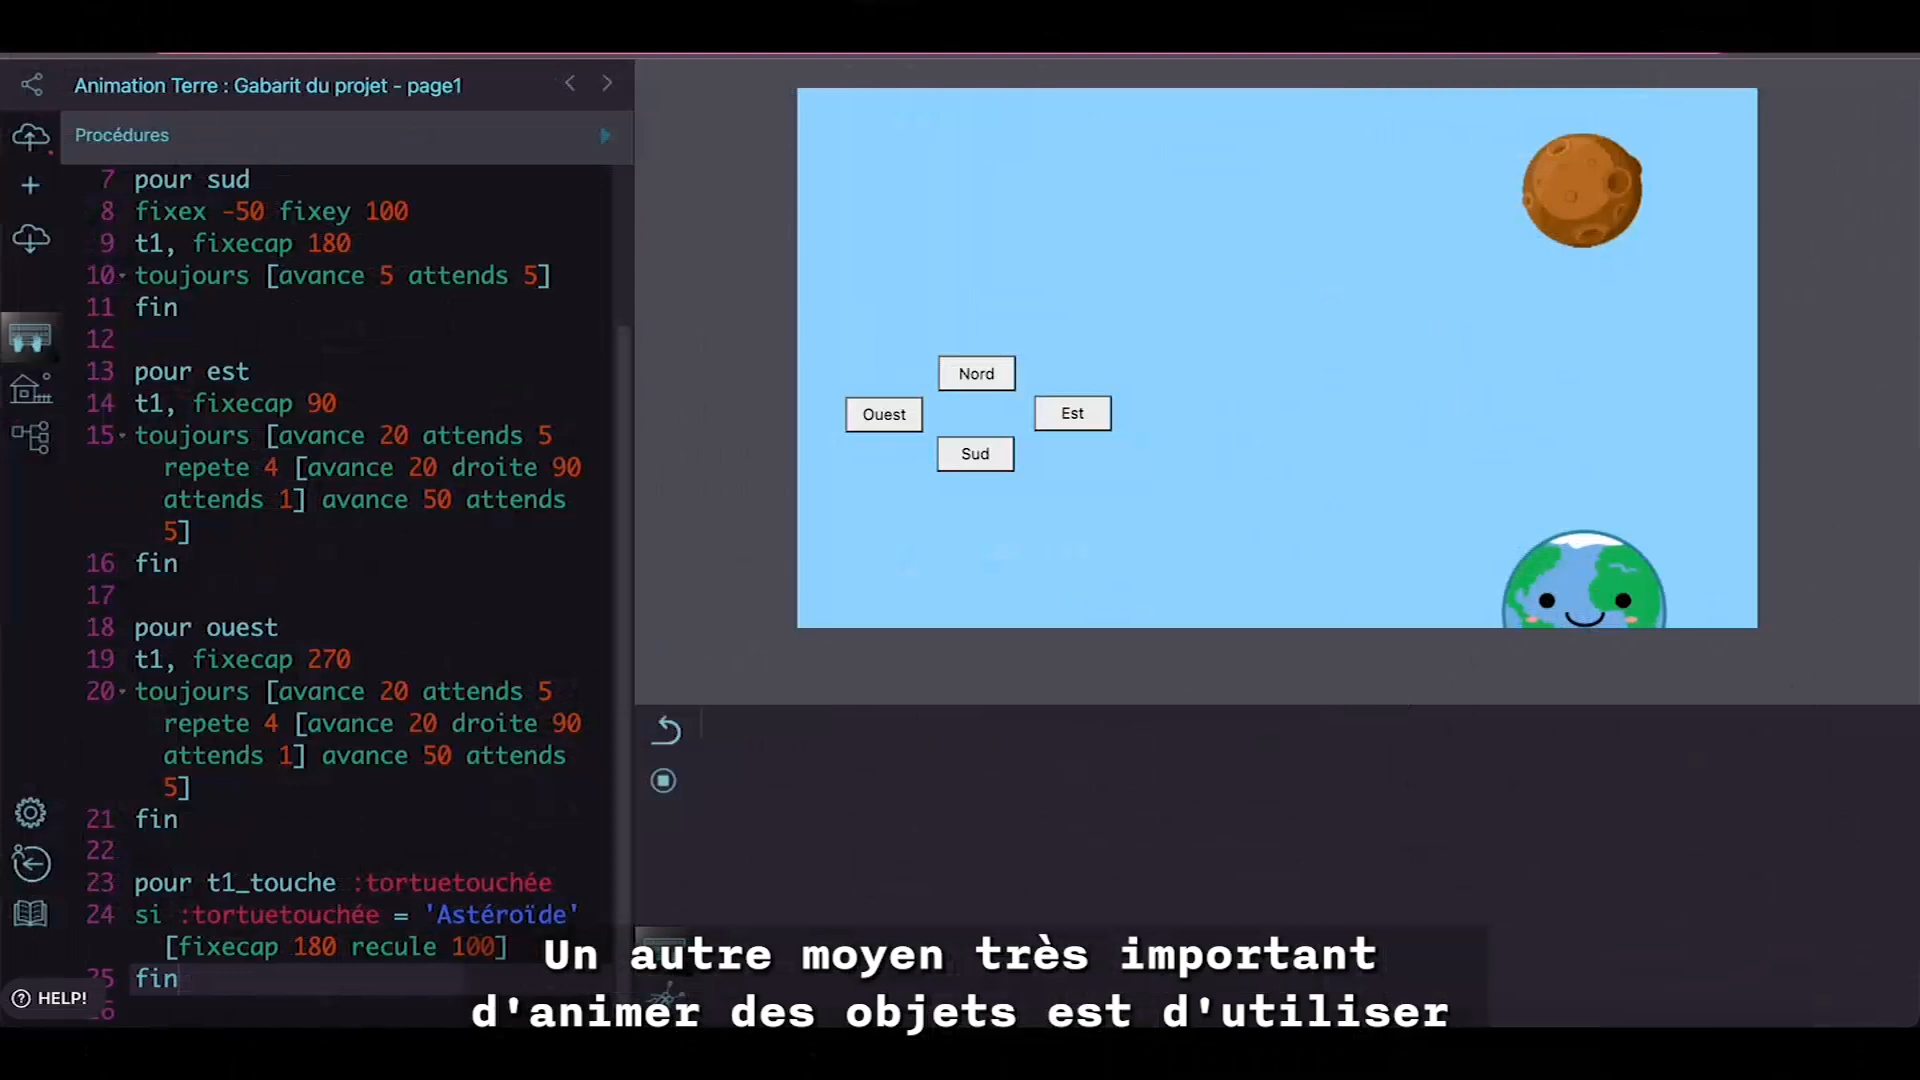 Animation Terre : Gabarit du projet - page1
Procédures
7 pour sud
8 fixex -50 fixey 100
9 t1, fixecap 180
10 toujours [avance 5 attends 5]
11 fin
12
13 pour est
14 t1, fixecap 90
15 toujours [avance 20 attends 5
repete 4 [avance 20 droite 90
attends 1] avance 50 attends
5]
16 fin
17
18 pour ouest
19 t1, fixecap 270
20 toujours [avance 20 attends 5
repete 4 [avance 20 droite 90
attends 1] avance 50 attends
5]
21 fin
22
23 pour t1_touche :tortuetouchée
24 si :tortuetouchée = 'Astéroïde'
[fixecap 180 recule 100]
25 fin
HELP!
Nord
Ouest
Est
Sud
Un autre moyen très important
d'animer des objets est d'utiliser